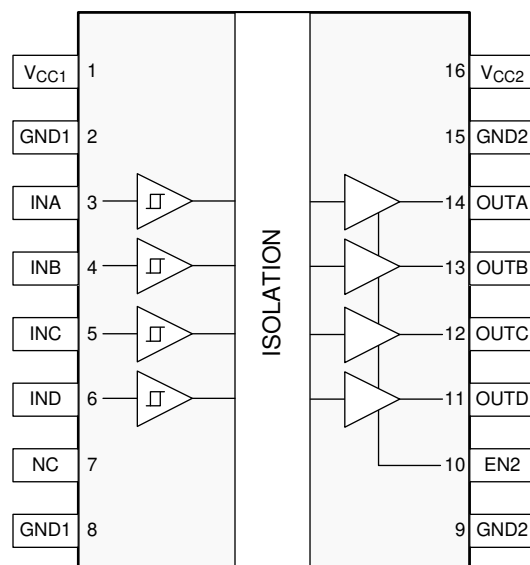 VCC1 1 16 VCC2
GND1 2 15 GND2
INA 3 14 OUTA
INB 4 13 OUTB
INC 5 12 OUTC
IND 6 11 OUTD
NC 7 10 EN2
GND1 8 9 GND2
ISOLATION